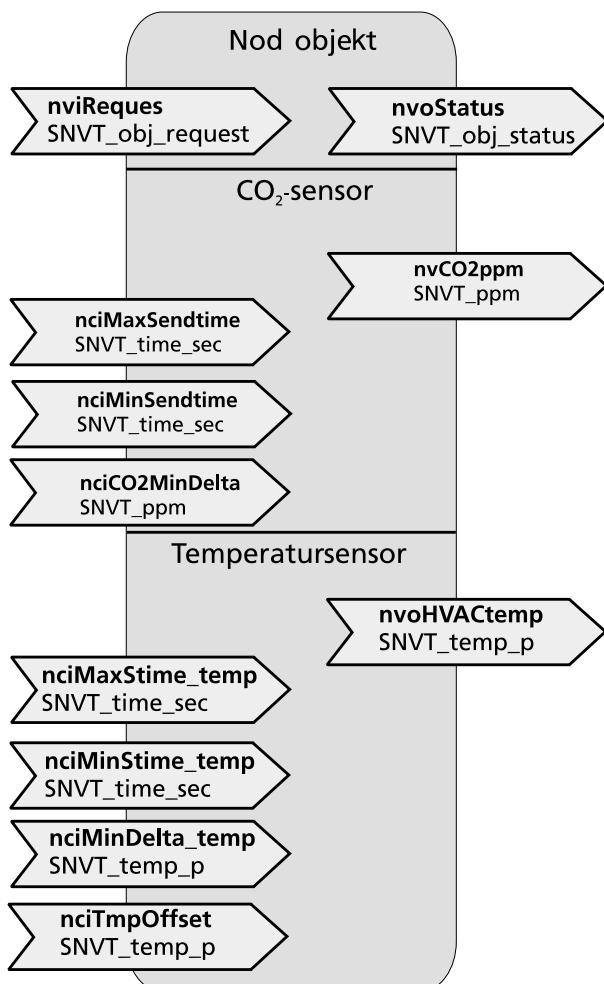 Nod objekt
nviReques
SNVT_obj_request
nvoStatus
SNVT_obj_status
CO₂-sensor
nvCO2ppm
SNVT_ppm
nciMaxSendtime
SNVT_time_sec
nciMinSendtime
SNVT_time_sec
nciCO2MinDelta
SNVT_ppm
Temperatursensor
nvoHVACtemp
SNVT_temp_p
nciMaxStime_temp
SNVT_time_sec
nciMinStime_temp
SNVT_time_sec
nciMinDelta_temp
SNVT_temp_p
nciTmpOffset
SNVT_temp_p